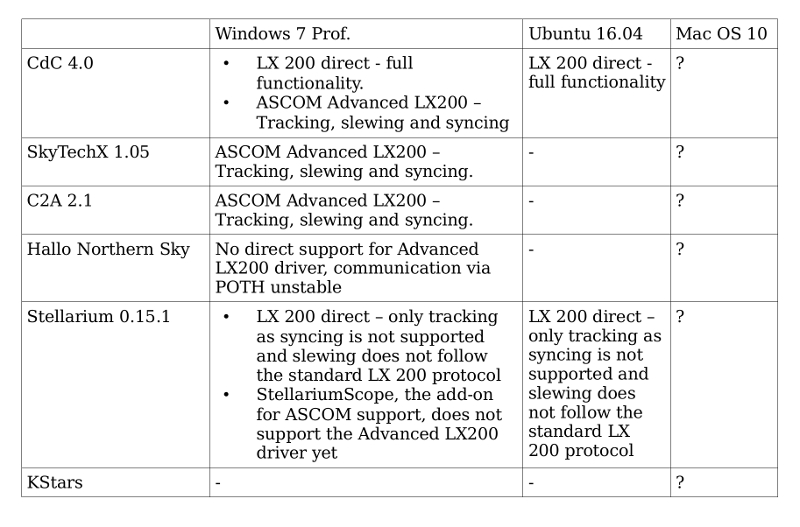 Windows 7 Prof. Ubuntu 16.04 Mac OS 10
CdC 4.0
• LX 200 direct - full
functionality.
• ASCOM Advanced LX200 –
Tracking, slewing and syncing
LX 200 direct -
full functionality
?
SkyTechX 1.05
ASCOM Advanced LX200 –
Tracking, slewing and syncing.
-
?
C2A 2.1
ASCOM Advanced LX200 –
Tracking, slewing and syncing.
-
?
Hallo Northern Sky
No direct support for Advanced
LX200 driver, communication via
POTH unstable
-
?
Stellarium 0.15.1
• LX 200 direct – only tracking
as syncing is not supported
and slewing does not follow
the standard LX 200 protocol
• StellariumScope, the add-on
for ASCOM support, does not
support the Advanced LX200
driver yet
LX 200 direct –
only tracking as
syncing is not
supported and
slewing does
not follow the
standard LX
200 protocol
?
KStars
-
-
?